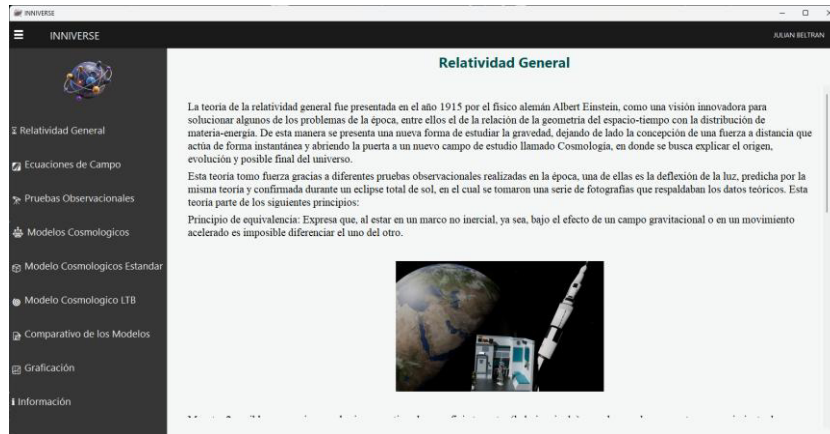 INNIVERSE
INNIVERSE
JULIAN BELTRAN
Relatividad General
Ecuaciones de Campo
Pruebas Observacionales
Modelos Cosmologicos
Modelo Cosmologicos Estandar
Modelo Cosmologico LTB
Comparativo de los Modelos
Graficación
Información
Relatividad General
La teoría de la relatividad general fue presentada en el año 1915 por el físico alemán Albert Einstein, como una visión innovadora para
solucionar algunos de los problemas de la época, entre ellos el de la relación de la geometría del espacio-tiempo con la distribución de
materia-energía. De esta manera se presenta una nueva forma de estudiar la gravedad, dejando de lado la concepción de una fuerza a distancia que
actúa de forma instantánea y abriendo la puerta a un nuevo campo de estudio llamado Cosmología, en donde se busca explicar el origen,
evolución y posible final del universo.
Esta teoría tomo fuerza gracias a diferentes pruebas observacionales realizadas en la época, una de ellas es la deflexión de la luz, predicha por la
misma teoría y confirmada durante un eclipse total de sol, en el cual se tomaron una serie de fotografías que respaldaban los datos teóricos. Esta
teoría parte de los siguientes principios:
Principio de equivalencia: Expresa que, al estar en un marco no inercial, ya sea, bajo el efecto de un campo gravitacional o en un movimiento
acelerado es imposible diferenciar el uno del otro.